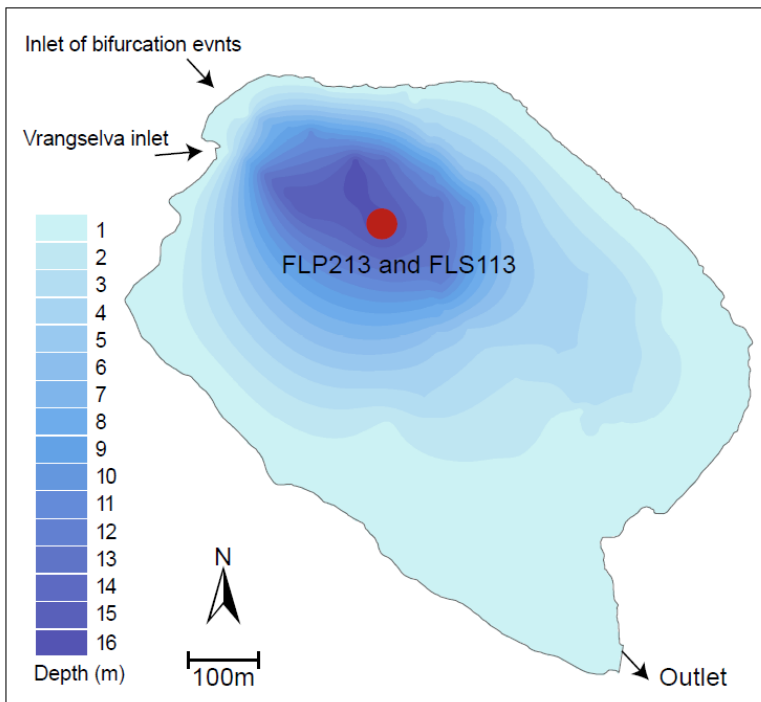 Inlet of bifurcation evnts
Vrangselva inlet
FLP213 and FLS113
1
2
3
4
5
6
7
8
9
10
11
12
13
14
15
16
Depth (m)
N
100m
Outlet